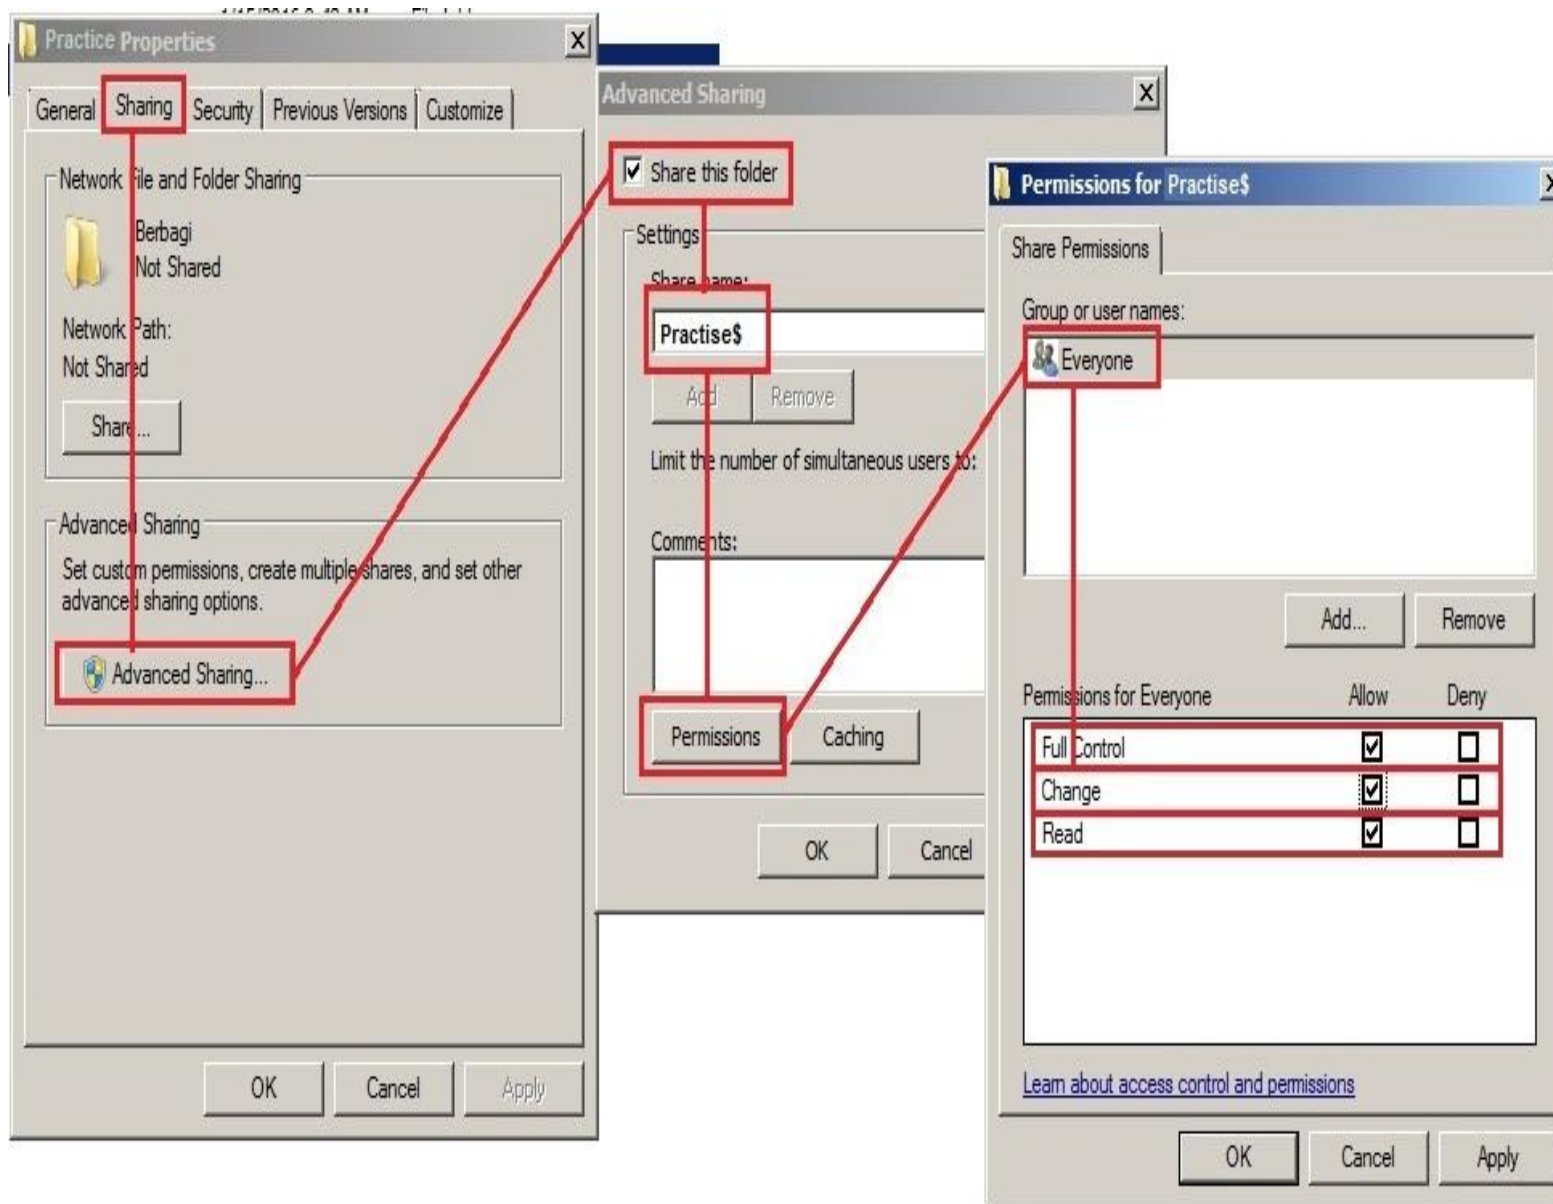 Practice Properties
X
General Sharing Security Previous Versions Customize
Network File and Folder Sharing
Berbagi
Not Shared
Network Path:
Not Shared
Share...
Advanced Sharing
Set custom permissions, create multiple shares, and set other
advanced sharing options.
Advanced Sharing...
OK Cancel Apply
Advanced Sharing
X
Share this folder
Settings
Share name:
Practise$
Add Remove
Limit the number of simultaneous users to:
Comments:
Permissions Caching
OK Cancel
Permissions for Practise$
X
Share Permissions
Group or user names:
Everyone
Add... Remove
Permissions for Everyone Allow Deny
Full Control
Change
Read
Learn about access control and permissions
OK Cancel Apply